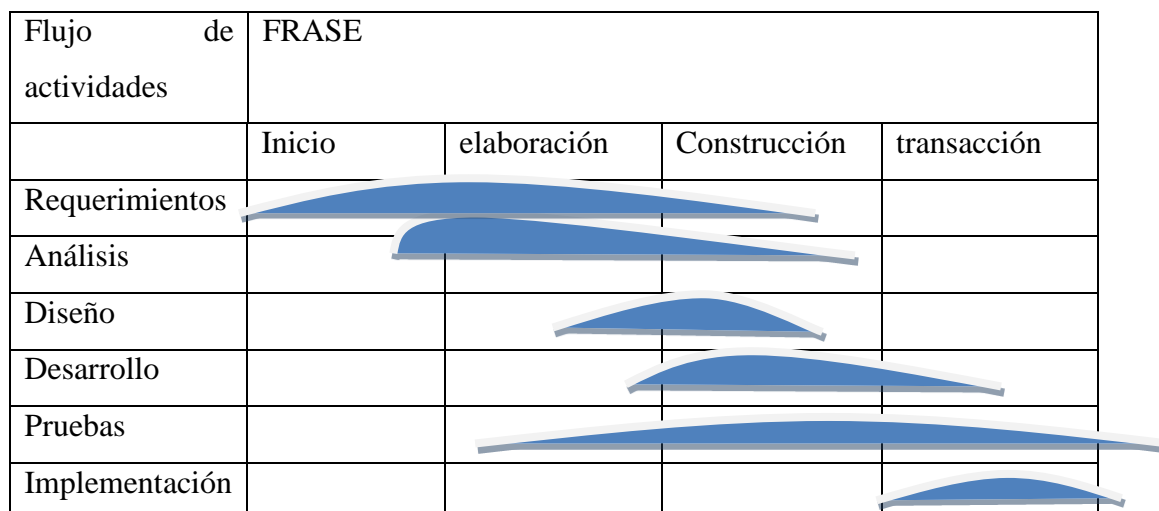 Flujo de FRASE
actividades
Inicio elaboración Construcción transacción
Requerimientos
Análisis
Diseño
Desarrollo
Pruebas
Implementación